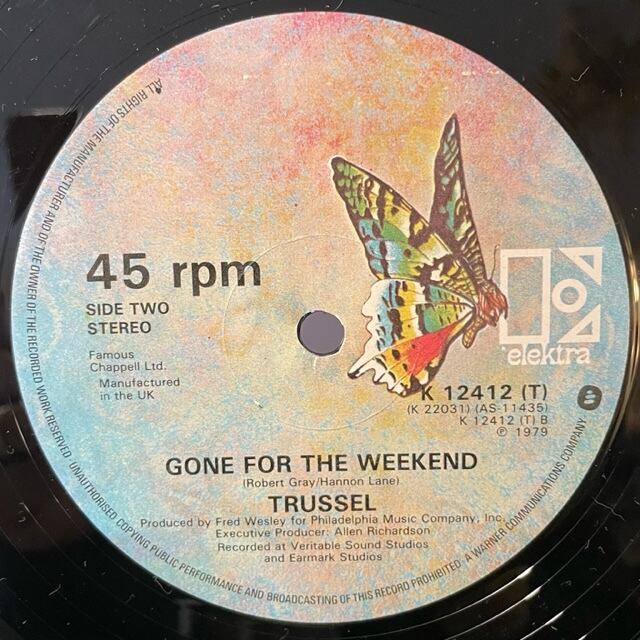 45 rpm
SIDE TWO
STEREO
Famous
Chappell Ltd.
Manufactured
in the UK
elektra
K 12412 (T)
(K 22031) (AS-11435)
K 12412 (T) B
℗ 1979
GONE FOR THE WEEKEND
(Robert Gray/Hannon Lane)
TRUSSEL
Produced by Fred Wesley for Philadelphia Music Company, Inc.
Executive Producer: Allen Richardson
Recorded at Veritable Sound Studios
and Earmark Studios
ALL RIGHTS OF THE MANUFACTURER AND OF THE OWNER OF THE RECORDED WORK RESERVED. UNAUTHORISED COPYING PUBLIC PERFORMANCE AND BROADCASTING OF THIS RECORD PROHIBITED. A WARNER COMMUNICATIONS COMPANY.